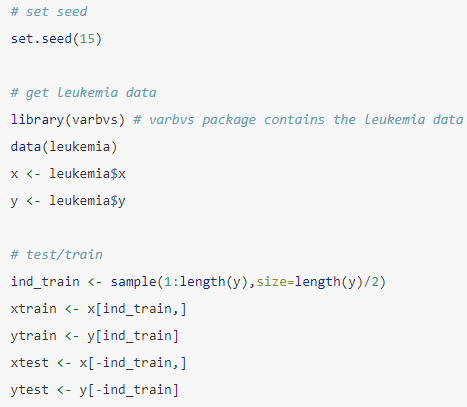 # set seed
set.seed(15)
# get leukemia data
library(varbvs) # varbvs package contains the leukemia data
data(leukemia)
x <- leukemia$x
y <- leukemia$y
# test/train
ind_train <- sample(1:length(y),size=length(y)/2)
xtrain <- x[ind_train,]
ytrain <- y[ind_train]
xtest <- x[-ind_train,]
ytest <- y[-ind_train]